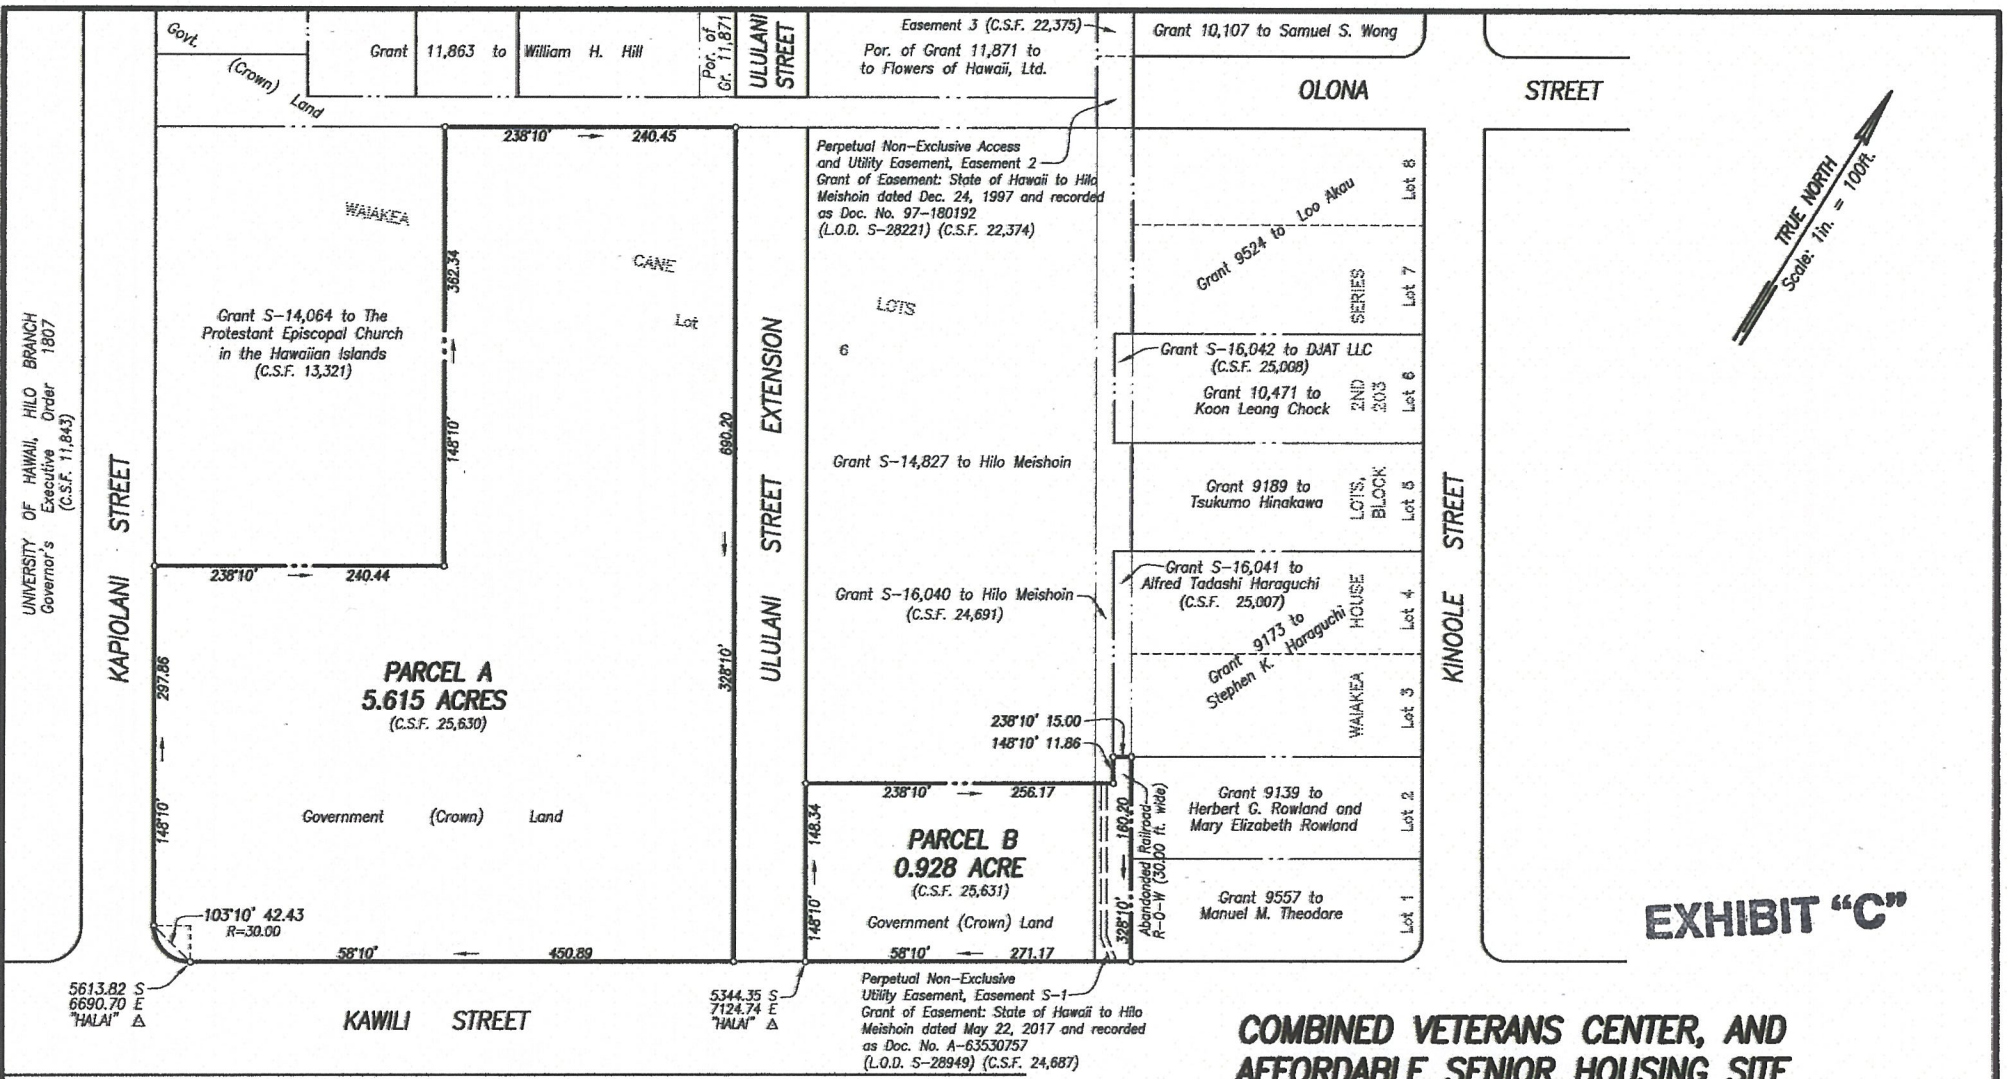 Govt.
(Crown)
Land
Grant 11,863 to William H. Hill
Por. of
Gr. 11,871
ULULANI
STREET
Easement 3 (C.S.F. 22,375)
Por. of Grant 11,871 to
to Flowers of Hawaii, Ltd.
Grant 10,107 to Samuel S. Wong
OLONA STREET
238°10' 240.45
Perpetual Non-Exclusive Access
and Utility Easement, Easement 2
Grant of Easement: State of Hawaii to Hilo
Meishoin dated Dec. 24, 1997 and recorded
as Doc. No. 97-180192
(L.O.D. S-28221) (C.S.F. 22,374)
TRUE NORTH
Scale: 1in. = 100ft.
WAIAKEA
CANE
Lot
LOTS
6
Grant S-14,064 to The
Protestant Episcopal Church
in the Hawaiian Islands
(C.S.F. 13,321)
148°10' 362.34
328°10' 690.20
ULULANI STREET EXTENSION
Grant 9524 to Loo Akau
Lot 8
Lot 7
SERIES
Grant S-16,042 to DJAT LLC
(C.S.F. 25,008)
Grant 10,471 to
Koon Leong Chock
2ND
203
Lot 6
UNIVERSITY OF HAWAII, HILO BRANCH
Governor's Executive Order 1807
(C.S.F. 11,843)
KAPIOLANI STREET
Grant S-14,827 to Hilo Meishoin
Grant 9189 to
Tsukumo Hinakawa
LOTS,
BLOCK
Lot 5
KINOOLE STREET
238°10' 240.44
Grant S-16,040 to Hilo Meishoin
(C.S.F. 24,691)
Grant S-16,041 to
Alfred Tadashi Haraguchi
(C.S.F. 25,007)
HOUSE
Lot 4
Grant 9173 to
Stephen K. Haraguchi
WAIAKEA
Lot 3
148°10' 297.86
PARCEL A
5.615 ACRES
(C.S.F. 25,630)
238°10' 15.00
148°10' 11.86
Government (Crown) Land
238°10' 256.17
148°10' 148.34
PARCEL B
0.928 ACRE
(C.S.F. 25,631)
Government (Crown) Land
328°10' 160.20
Abandonded Railroad
R-O-W (30.00 ft. wide)
Grant 9139 to
Herbert G. Rowland and
Mary Elizabeth Rowland
Lot 2
Grant 9557 to
Manuel M. Theodore
Lot 1
EXHIBIT "C"
103°10' 42.43
R=30.00
58°10' 450.89
58°10' 271.17
5613.82 S
6690.70 E
"HALAI" Δ
KAWILI STREET
5344.35 S
7124.74 E
"HALAI" Δ
Perpetual Non-Exclusive
Utility Easement, Easement S-1
Grant of Easement: State of Hawaii to Hilo
Meishoin dated May 22, 2017 and recorded
as Doc. No. A-63530757
(L.O.D. S-28949) (C.S.F. 24,687)
COMBINED VETERANS CENTER, AND
AFFORDABLE SENIOR HOUSING SITE